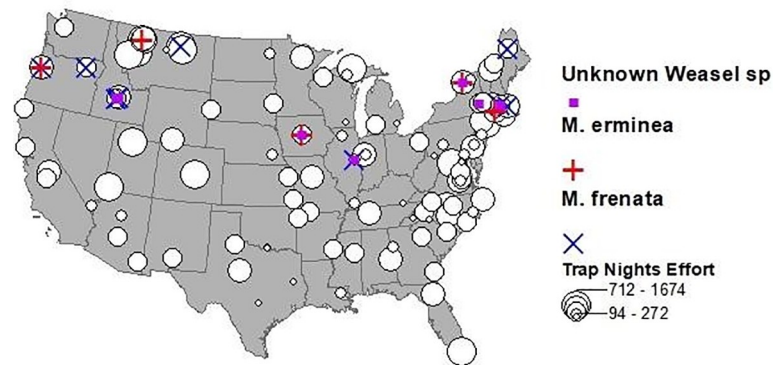 Unknown Weasel sp
M. erminea
M. frenata
Trap Nights Effort
712 - 1674
94 - 272